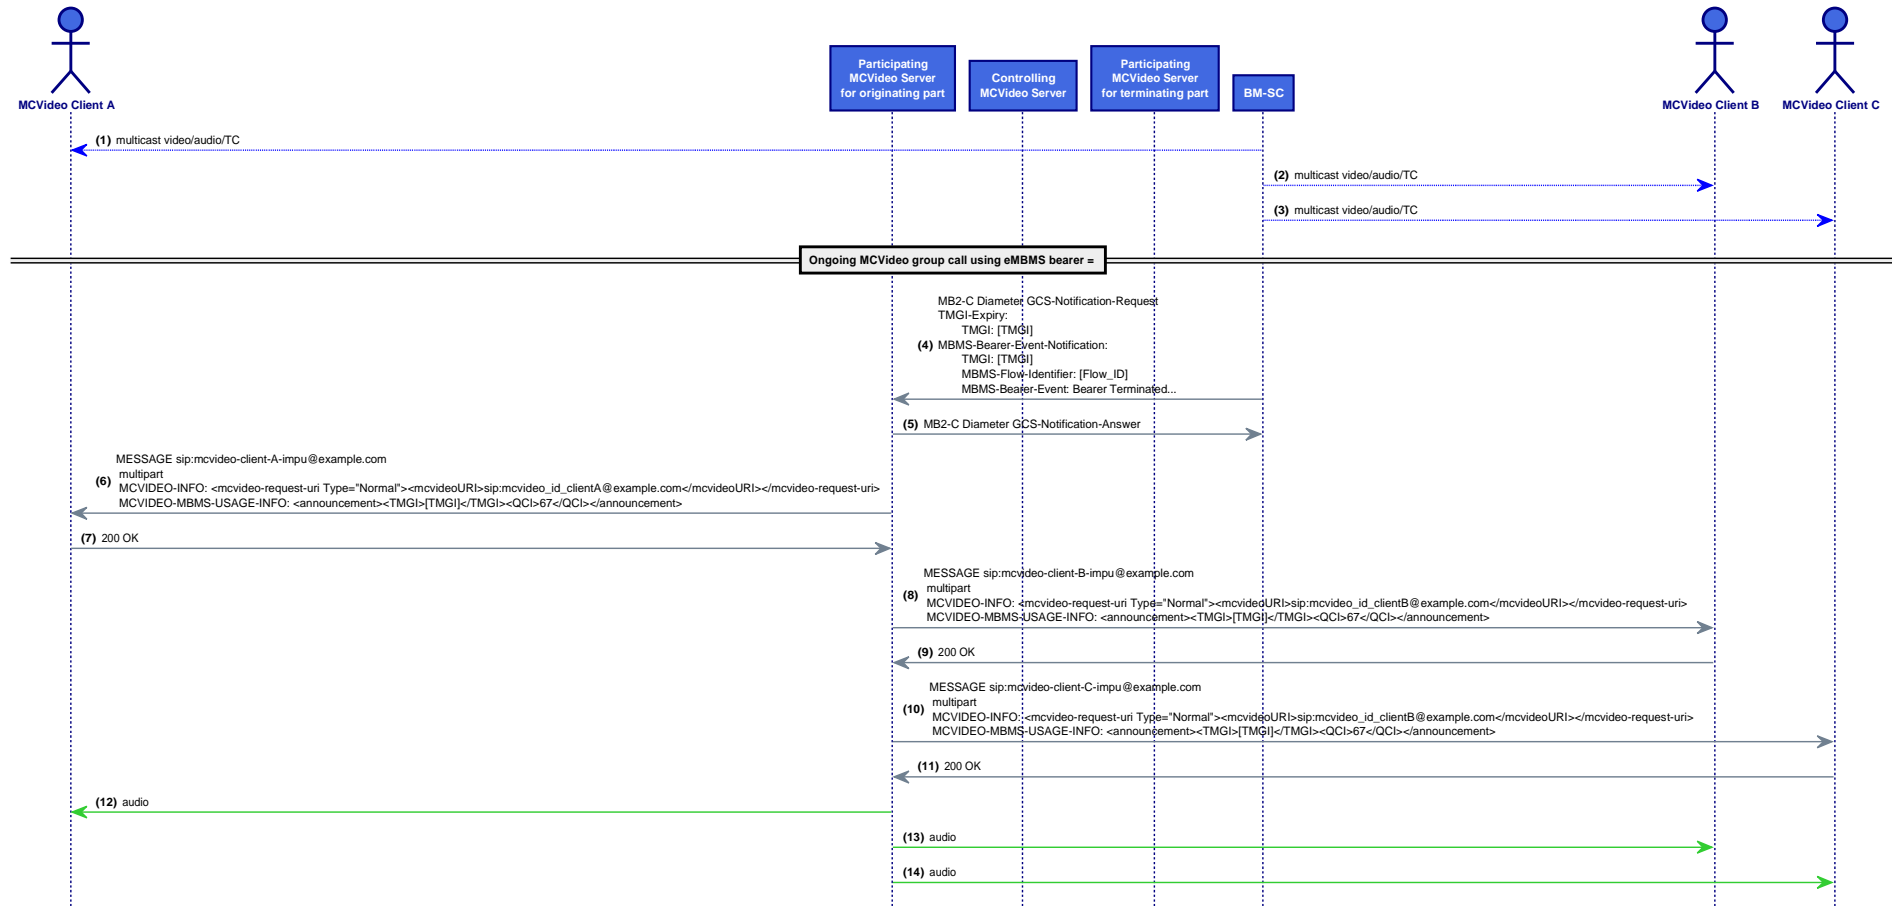 MCVideo Client A
Participating
MCVideo Server
for originating part
Controlling
MCVideo Server
Participating
MCVideo Server
for terminating part
BM-SC
MCVideo Client B
MCVideo Client C
(1) multicast video/audio/TC
(2) multicast video/audio/TC
(3) multicast video/audio/TC
Ongoing MCVideo group call using eMBMS bearer =
MB2-C Diameter GCS-Notification-Request
TMGI-Expiry:
TMGI: [TMGI]
(4) MBMS-Bearer-Event-Notification:
TMGI: [TMGI]
MBMS-Flow-Identifier: [Flow_ID]
MBMS-Bearer-Event: Bearer Terminated...
(5) MB2-C Diameter GCS-Notification-Answer
MESSAGE sip:mcvideo-client-A-impu@example.com
multipart
(6) MCVIDEO-INFO: <mcvideo-request-uri Type="Normal"><mcvideoURI>sip:mcvideo_id_clientA@example.com</mcvideoURI></mcvideo-request-uri>
MCVIDEO-MBMS-USAGE-INFO: <announcement><TMGI>[TMGI]</TMGI><QCI>67</QCI></announcement>
(7) 200 OK
MESSAGE sip:mcvideo-client-B-impu@example.com
multipart
(8) MCVIDEO-INFO: <mcvideo-request-uri Type="Normal"><mcvideoURI>sip:mcvideo_id_clientB@example.com</mcvideoURI></mcvideo-request-uri>
MCVIDEO-MBMS-USAGE-INFO: <announcement><TMGI>[TMGI]</TMGI><QCI>67</QCI></announcement>
(9) 200 OK
MESSAGE sip:mcvideo-client-C-impu@example.com
multipart
(10) MCVIDEO-INFO: <mcvideo-request-uri Type="Normal"><mcvideoURI>sip:mcvideo_id_clientB@example.com</mcvideoURI></mcvideo-request-uri>
MCVIDEO-MBMS-USAGE-INFO: <announcement><TMGI>[TMGI]</TMGI><QCI>67</QCI></announcement>
(11) 200 OK
(12) audio
(13) audio
(14) audio